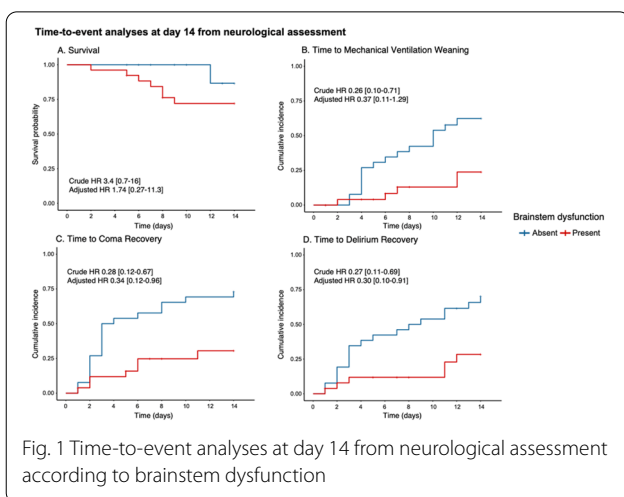 Time-to-event analyses at day 14 from neurological assessment
A. Survival
1.00
0.75
0.50
0.25
0.00
Survival probability
Crude HR 3.4 [0.7-16]
Adjusted HR 1.74 [0.27-11.3]
0 2 4 6 8 10 12 14
Time (days)
B. Time to Mechanical Ventilation Weaning
1.00
0.75
0.50
0.25
0.00
Cumulative incidence
Crude HR 0.26 [0.10-0.71]
Adjusted HR 0.37 [0.11-1.29]
0 2 4 6 8 10 12 14
Time (days)
Brainstem dysfunction
Absent Present
C. Time to Coma Recovery
1.00
0.75
0.50
0.25
0.00
Cumulative incidence
Crude HR 0.28 [0.12-0.67]
Adjusted HR 0.34 [0.12-0.96]
0 2 4 6 8 10 12 14
Time (days)
D. Time to Delirium Recovery
1.00
0.75
0.50
0.25
0.00
Cumulative incidence
Crude HR 0.27 [0.11-0.69]
Adjusted HR 0.30 [0.10-0.91]
0 2 4 6 8 10 12 14
Time (days)
Fig. 1 Time-to-event analyses at day 14 from neurological assessment
according to brainstem dysfunction